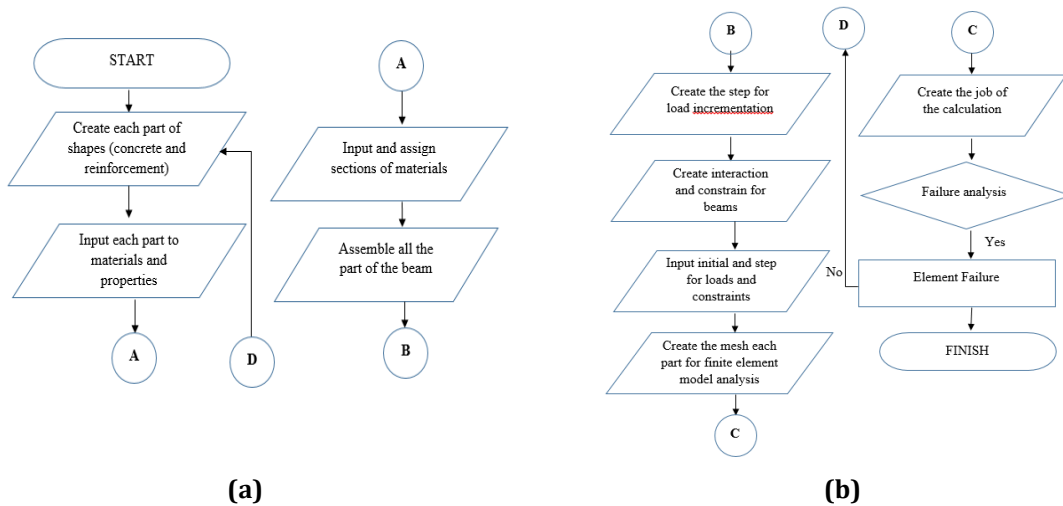 START
Create each part of
shapes (concrete and
reinforcement)
Input each part to
materials and
properties
A
D
A
Input and assign
sections of materials
Assemble all the
part of the beam
B
(a)
B
Create the step for
load incrementation
Create interaction
and constrain for
beams
Input initial and step
for loads and
constraints
Create the mesh each
part for finite element
model analysis
C
D
No
C
Create the job of
the calculation
Failure analysis
Yes
Element Failure
FINISH
(b)